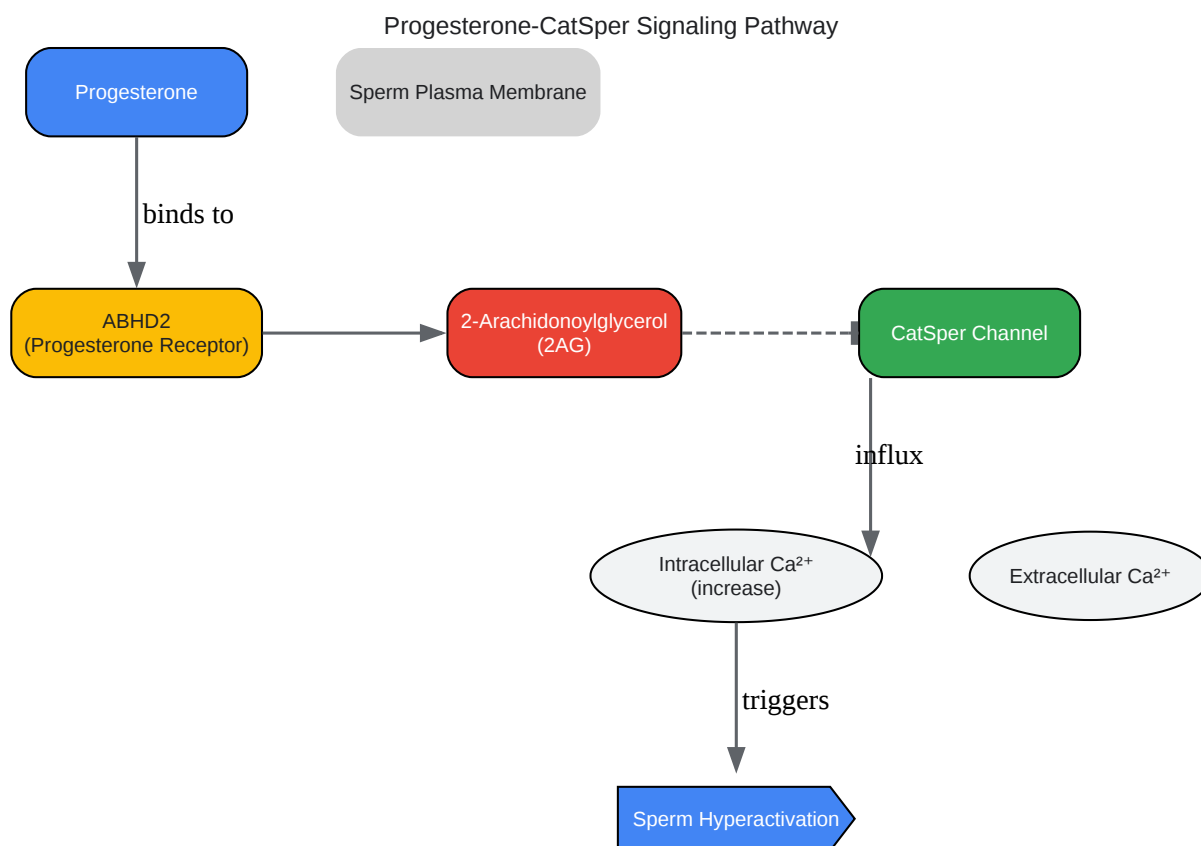 Progesterone-CatSper Signaling Pathway
Progesterone
Sperm Plasma Membrane
binds to
ABHD2
(Progesterone Receptor)
2-Arachidonoylglycerol
(2AG)
CatSper Channel
influx
Intracellular Ca²⁺
(increase)
Extracellular Ca²⁺
triggers
Sperm Hyperactivation